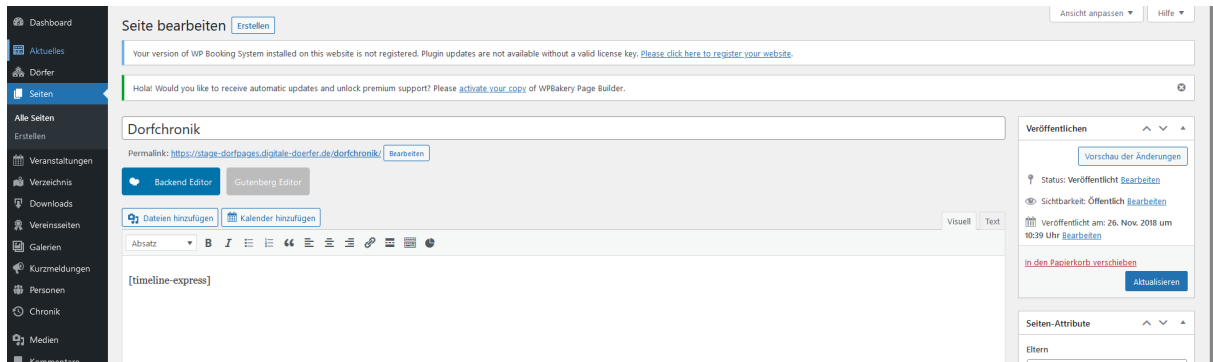 Dashboard
Aktuelles
Dörfer
Seiten
Alle Seiten
Erstellen
Veranstaltungen
Verzeichnis
Downloads
Vereinsseiten
Galerien
Kurzmeldungen
Personen
Chronik
Medien
Kommentare
Ansicht anpassen ▼ Hilfe ▼
Seite bearbeiten Erstellen
Your version of WP Booking System installed on this website is not registered. Plugin updates are not available without a valid license key. Please click here to register your website.
Hola! Would you like to receive automatic updates and unlock premium support? Please activate your copy of WPBakery Page Builder.
Dorfchronik
Permalink: https://stage-dorfpages.digitale-doerfer.de/dorfchronik/ Bearbeiten
Backend Editor Gutenberg Editor
Dateien hinzufügen Kalender hinzufügen Visuell Text
Absatz
[timeline-express]
Veröffentlichen
Vorschau der Änderungen
Status: Veröffentlicht Bearbeiten
Sichtbarkeit: Öffentlich Bearbeiten
Veröffentlicht am: 26. Nov. 2018 um
10:39 Uhr Bearbeiten
In den Papierkorb verschieben
Aktualisieren
Seiten-Attribute
Eltern